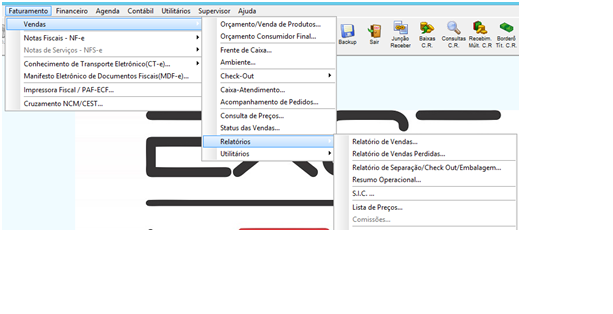 Faturamento Financeiro Agenda Contábil Utilitários Supervisor Ajuda
Vendas
Notas Fiscais - NF-e
Notas de Serviços - NFS-e
Conhecimento de Transporte Eletrônico(CT-e)...
Manifesto Eletrônico de Documentos Fiscais(MDF-e)...
Impressora Fiscal / PAF-ECF...
Cruzamento NCM/CEST...
Orçamento/Venda de Produtos...
Orçamento Consumidor Final...
Frente de Caixa...
Ambiente...
Check-Out
Caixa-Atendimento...
Acompanhamento de Pedidos...
Consulta de Preços...
Status das Vendas...
Relatórios
Utilitários
Relatório de Vendas...
Relatório de Vendas Perdidas...
Relatório de Separação/Check Out/Embalagem...
Resumo Operacional...
S.I.C. ...
Lista de Preços...
Comissões...
Backup
Sair
Junção
Receber
Baixas
C.R.
Consultas
C.R.
Recebim.
Múlt. C.R
Borderô
Tít. C.R.